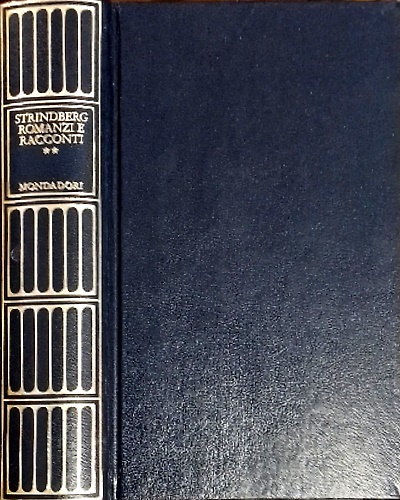 STRINDBERG
ROMANZI E
RACCONTI
**
MONDADORI